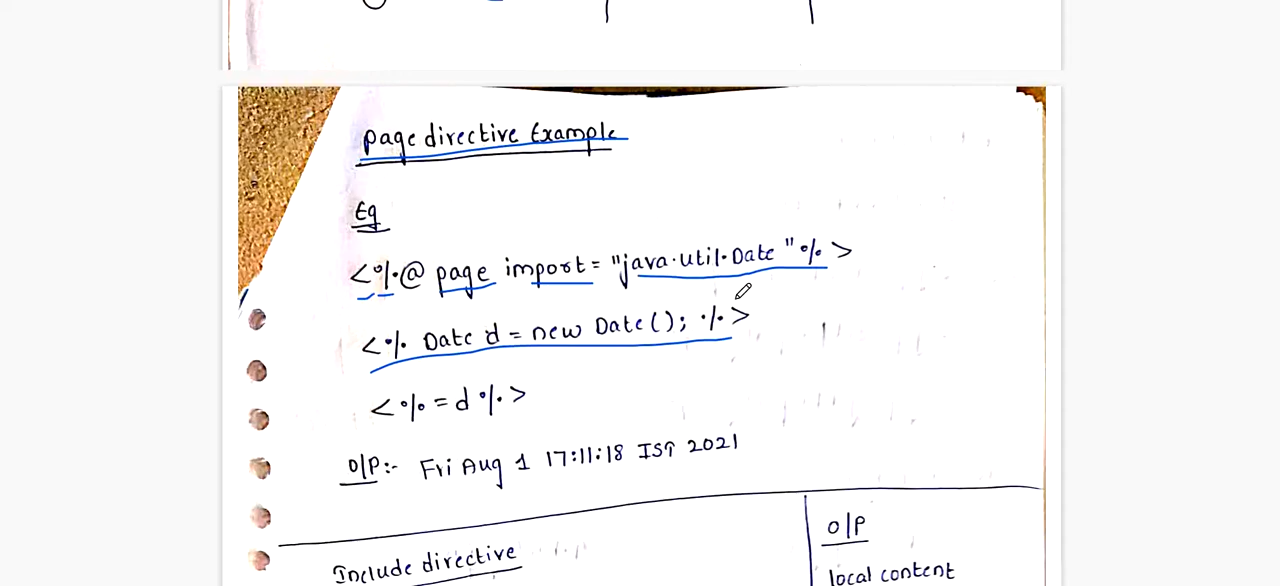 page directive Example
Eg
<%@ page import = "java.util.Date" %>
<% Date d = new Date(); %>
<% = d %>
O/P:- Fri Aug 1 17:11:18 IST 2021
Include directive
O/P
local content